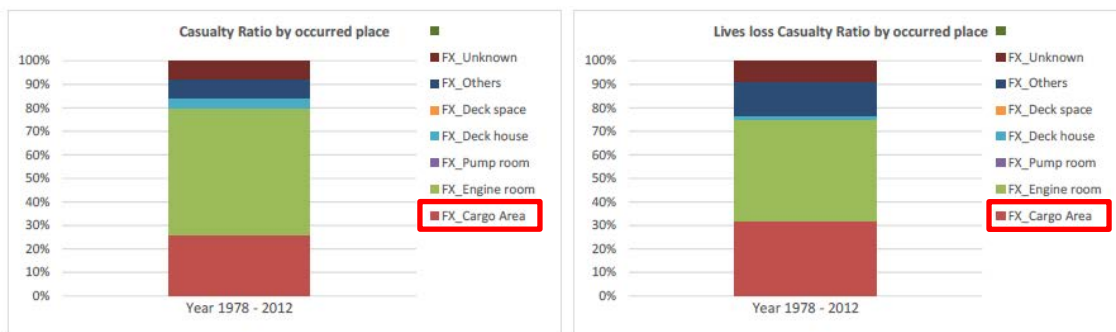 Casualty Ratio by occurred place
100%
90%
80%
70%
60%
50%
40%
30%
20%
10%
0%
Year 1978 - 2012
FX_Unknown
FX_Others
FX_Deck space
FX_Deck house
FX_Pump room
FX_Engine room
FX_Cargo Area
Lives loss Casualty Ratio by occurred place
100%
90%
80%
70%
60%
50%
40%
30%
20%
10%
0%
Year 1978 - 2012
FX_Unknown
FX_Others
FX_Deck space
FX_Deck house
FX_Pump room
FX_Engine room
FX_Cargo Area